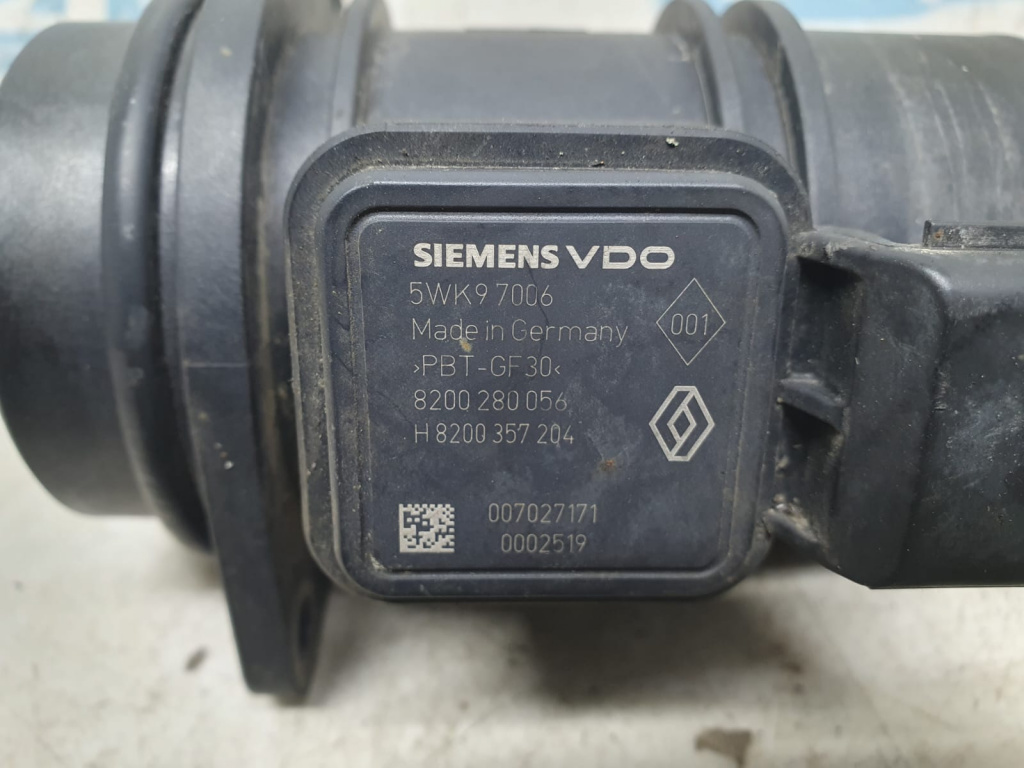 SIEMENS VDO
5WK9 7006
Made in Germany
001
>PBT-GF30<
8200 280 056
H 8200 357 204
007027171
0002519